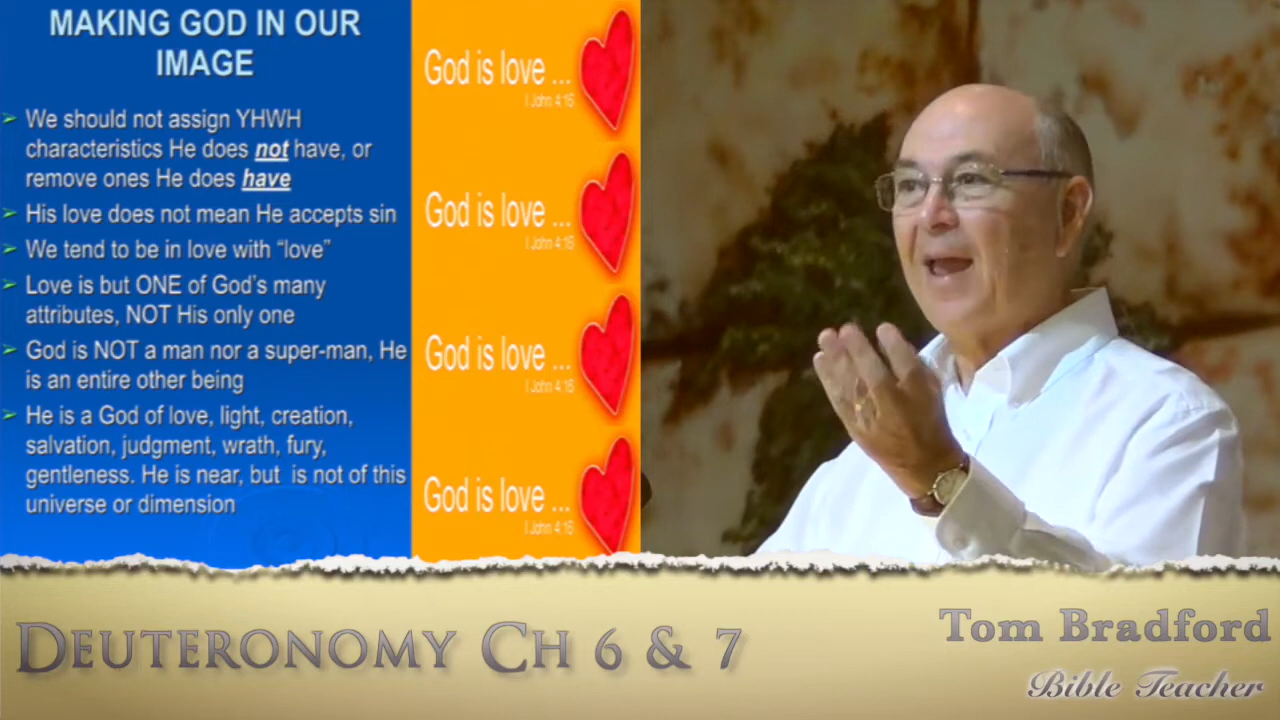 MAKING GOD IN OUR
IMAGE
We should not assign YHWH
characteristics He does not have, or
remove ones He does have
His love does not mean He accepts sin
We tend to be in love with “love”
Love is but ONE of God’s many
attributes, NOT His only one
God is NOT a man nor a super-man, He
is an entire other being
He is a God of love, light, creation,
salvation, judgment, wrath, fury,
gentleness. He is near, but is not of this
universe or dimension
God is love ...
I John 4:16
God is love ...
I John 4:16
God is love ...
I John 4:16
God is love ...
I John 4:16
DEUTERONOMY CH 6 & 7
Tom Bradford
Bible Teacher